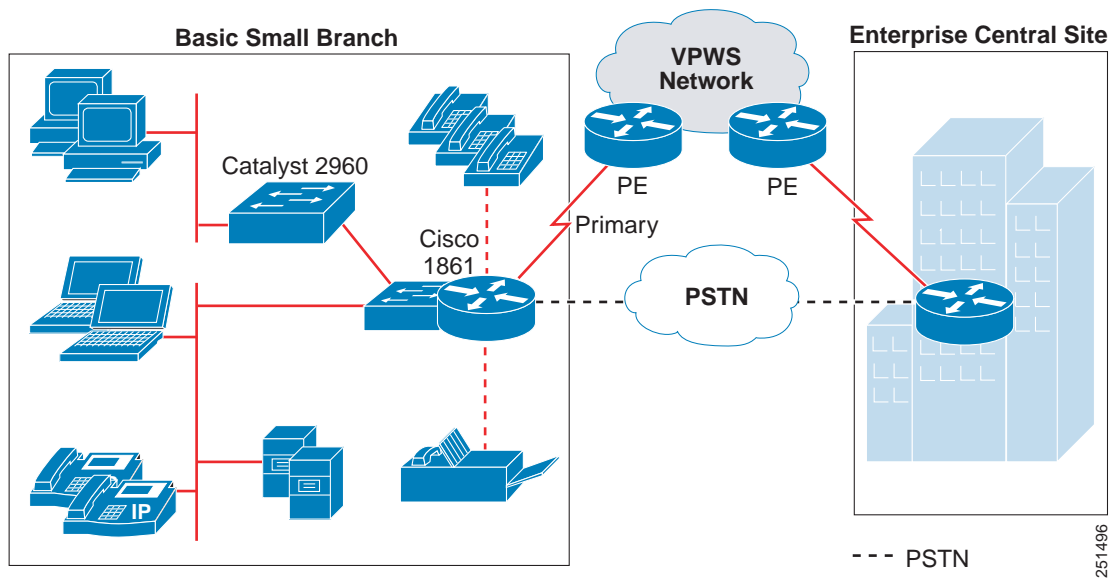 Basic Small Branch
Enterprise Central Site
VPWS
Network
Catalyst 2960
PE
PE
Primary
Cisco
1861
PSTN
IP
--- PSTN
251496